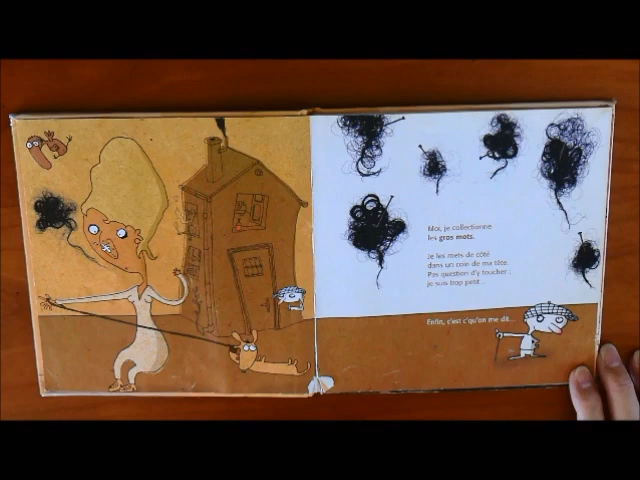 Moi, je collectionne
les gros mots.
Je les mets de côté
dans un coin de ma tête.
Pas question d'y toucher :
je suis trop petit...
Enfin, c'est c'qu'on me dit...